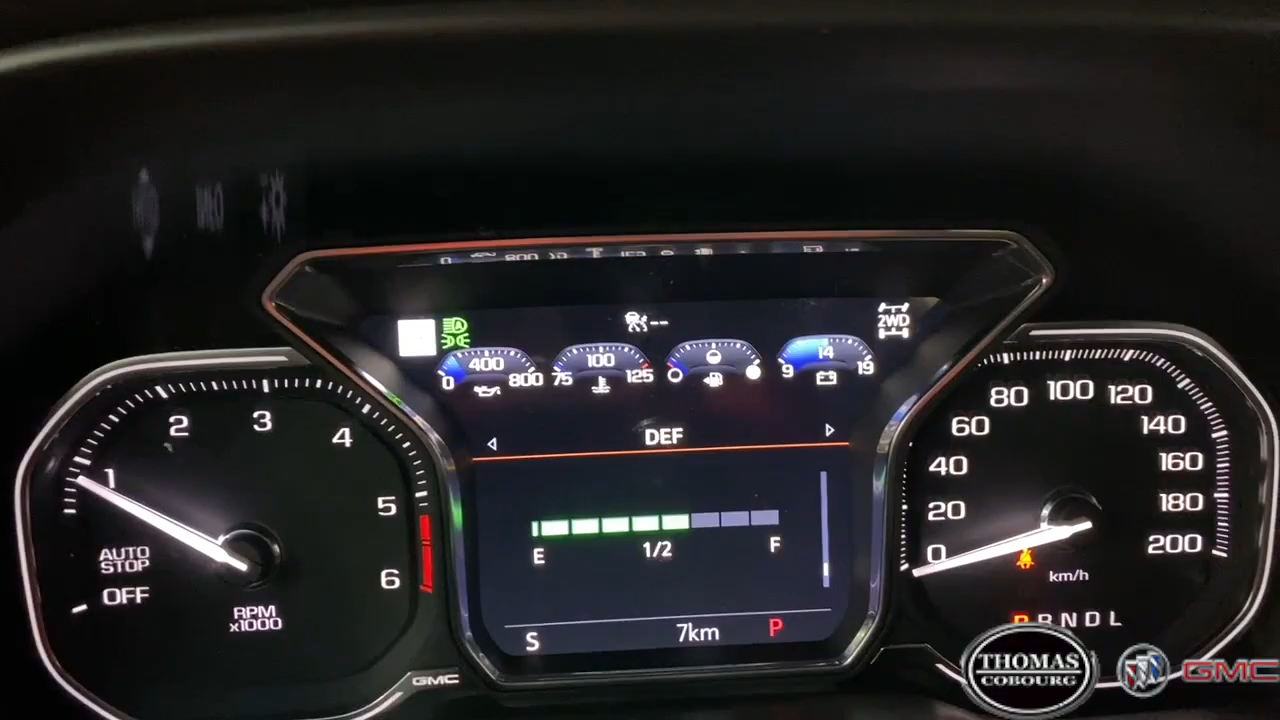 2WD
400
0 800
100
75 125
14
9 19
DEF
E 1/2 F
S 7km P
1 2 3 4 5 6
AUTO
STOP
OFF
RPM
x1000
GMC
0 20 40 60 80 100 120 140 160 180 200
km/h
P R N D L
THOMAS
COBOURG
GMC